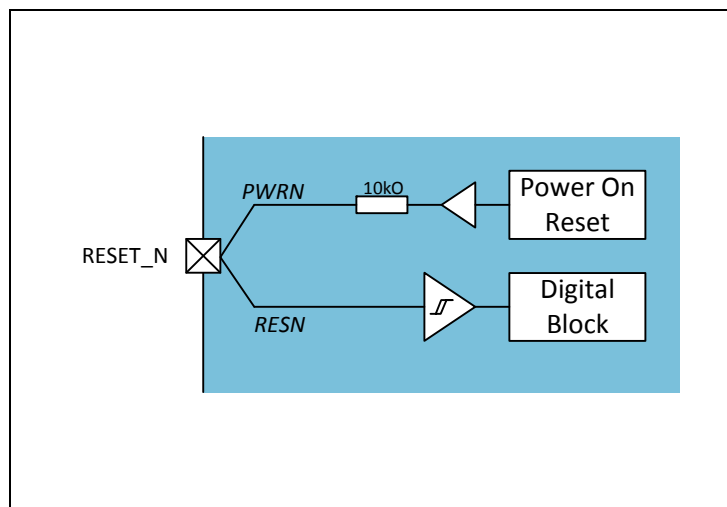 PWRN
10kO
Power On
Reset
RESET_N
RESN
Digital
Block